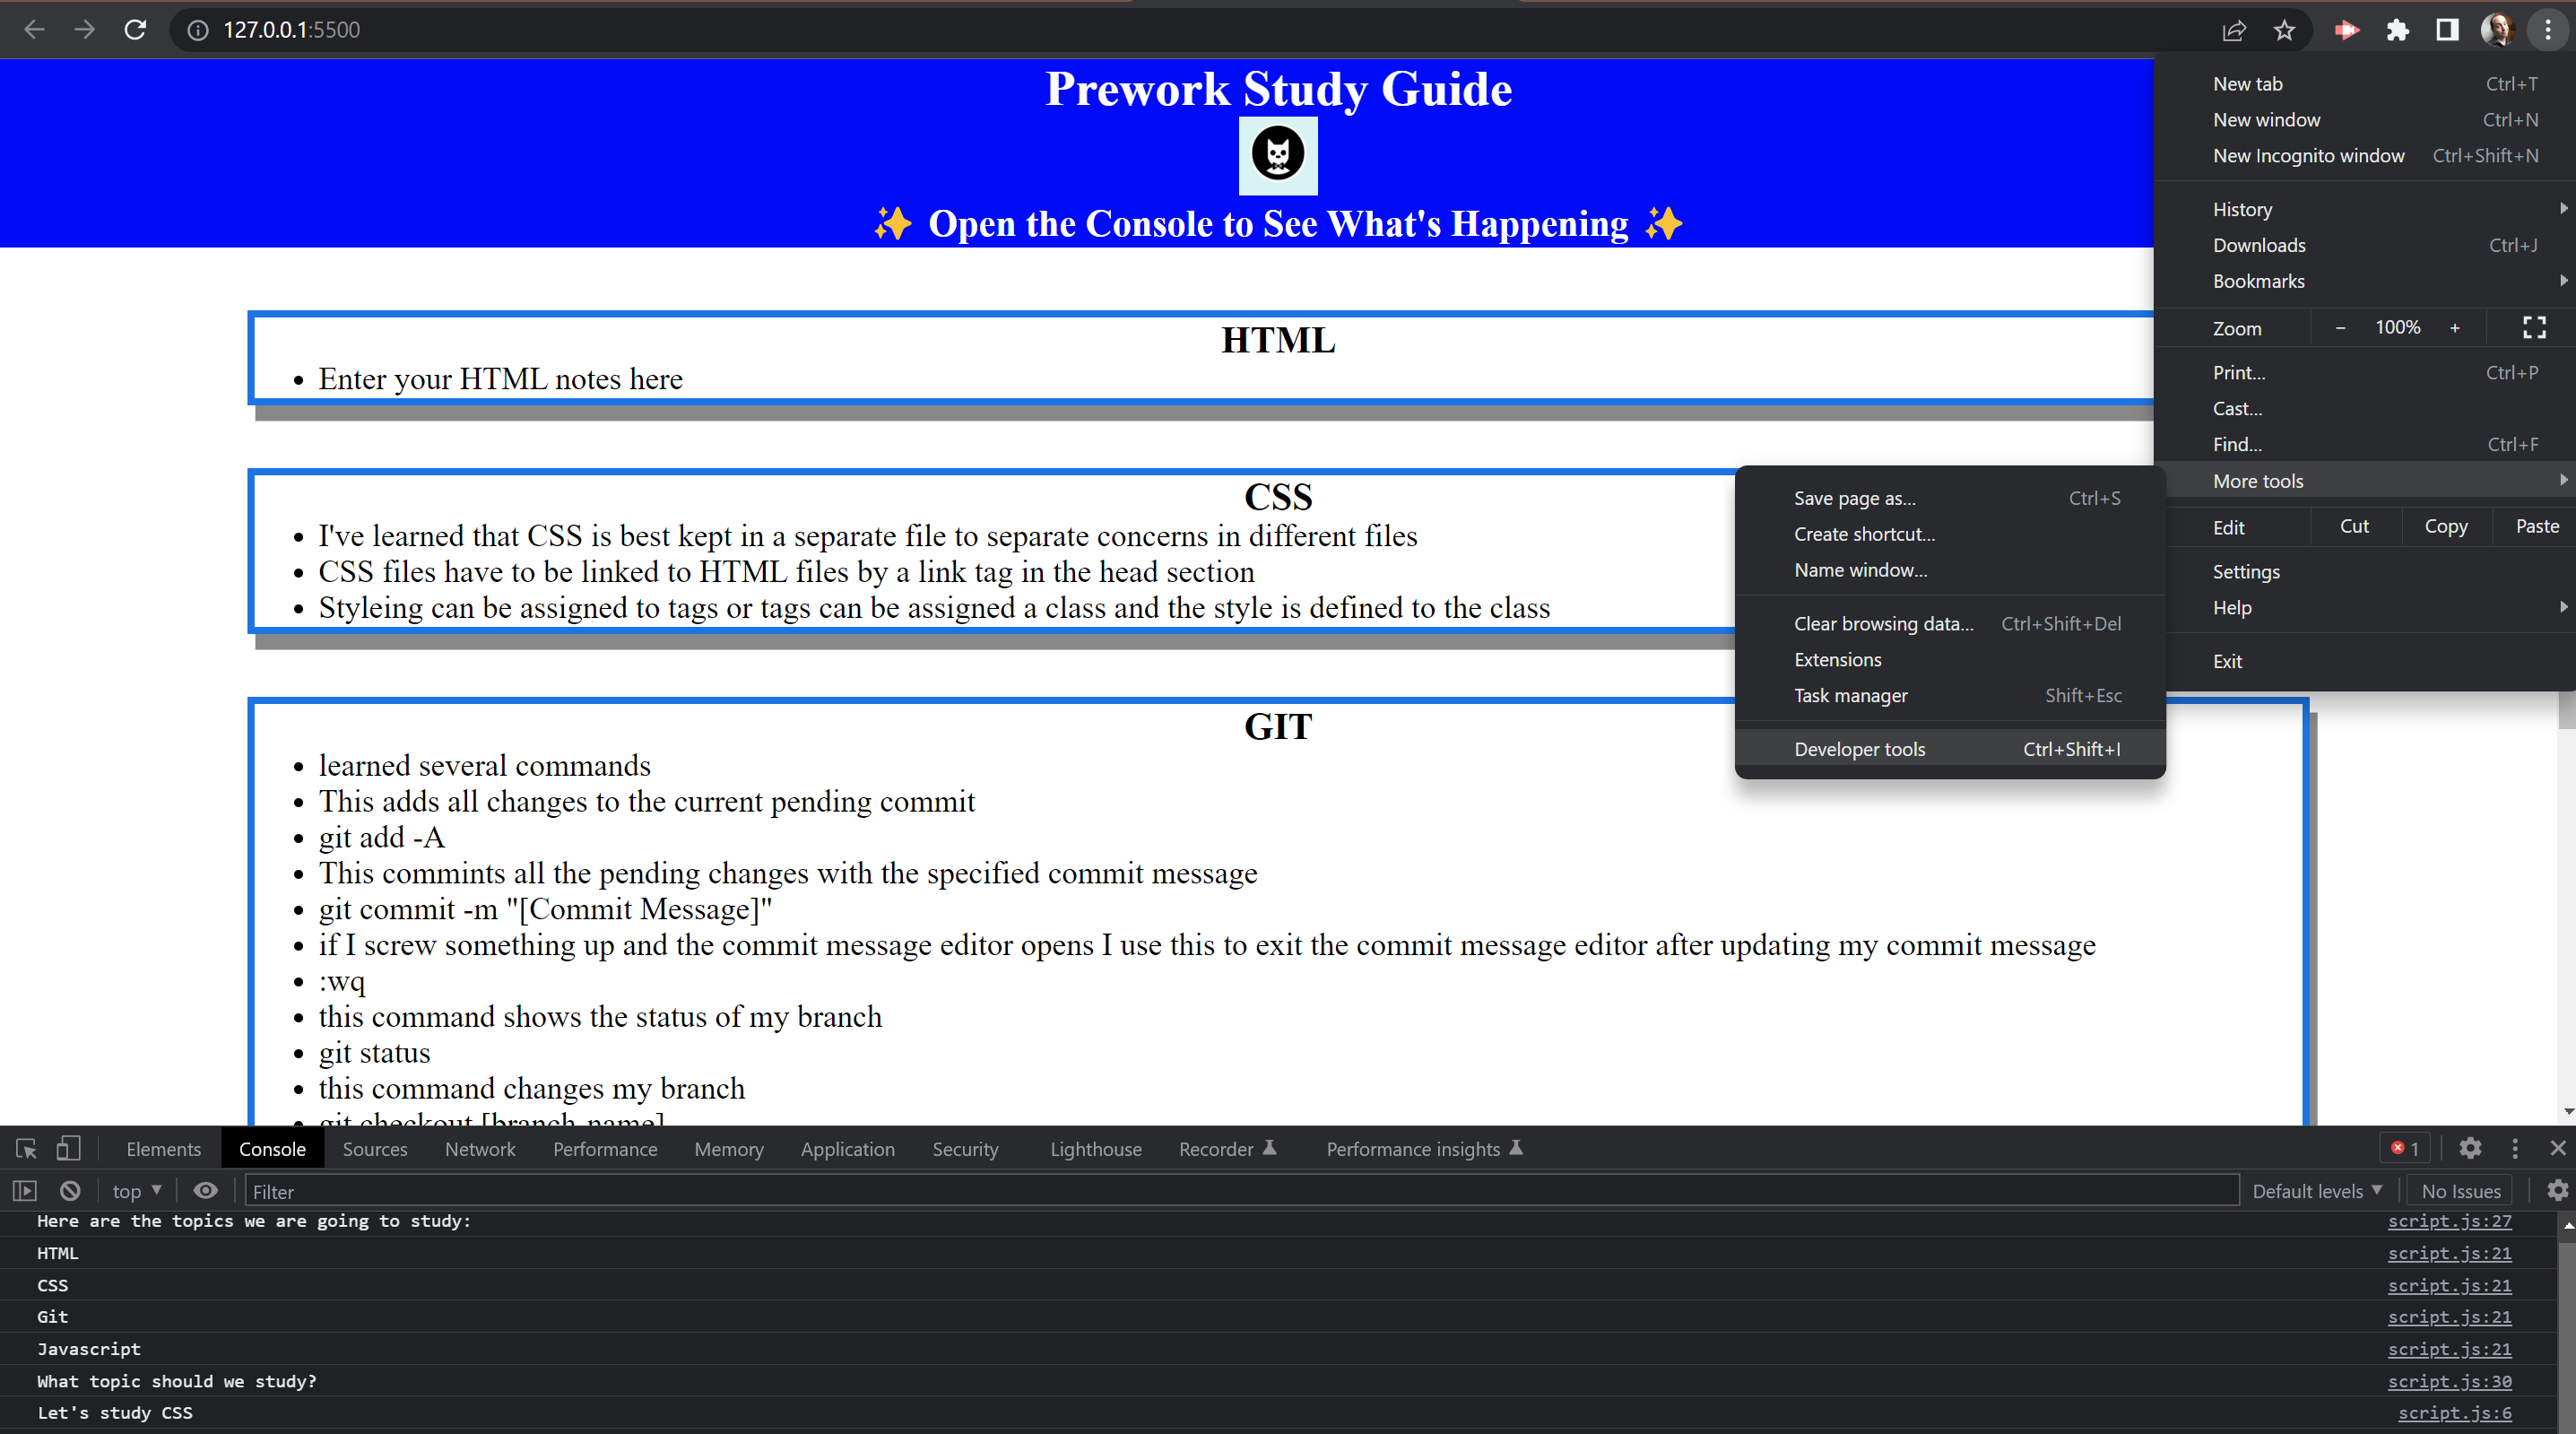 127.0.0.1:5500
Prework Study Guide
✨ Open the Console to See What's Happening ✨
HTML
Enter your HTML notes here
CSS
I've learned that CSS is best kept in a separate file to separate concerns in different files
CSS files have to be linked to HTML files by a link tag in the head section
Styleing can be assigned to tags or tags can be assigned a class and the style is defined to the class
GIT
learned several commands
This adds all changes to the current pending commit
git add -A
This commints all the pending changes with the specified commit message
git commit -m "[Commit Message]"
if I screw something up and the commit message editor opens I use this to exit the commit message editor after updating my commit message
:wq
this command shows the status of my branch
git status
this command changes my branch
git checkout [branch-name]
New tab Ctrl+T
New window Ctrl+N
New Incognito window Ctrl+Shift+N
History
Downloads Ctrl+J
Bookmarks
Zoom − 100% +
Print... Ctrl+P
Cast...
Find... Ctrl+F
More tools
Edit Cut Copy Paste
Settings
Help
Exit
Save page as... Ctrl+S
Create shortcut...
Name window...
Clear browsing data... Ctrl+Shift+Del
Extensions
Task manager Shift+Esc
Developer tools Ctrl+Shift+I
Elements Console Sources Network Performance Memory Application Security Lighthouse Recorder Performance insights 1
top Filter Default levels No Issues
Here are the topics we are going to study: script.js:27
HTML script.js:21
CSS script.js:21
Git script.js:21
Javascript script.js:21
What topic should we study? script.js:30
Let's study CSS script.js:6